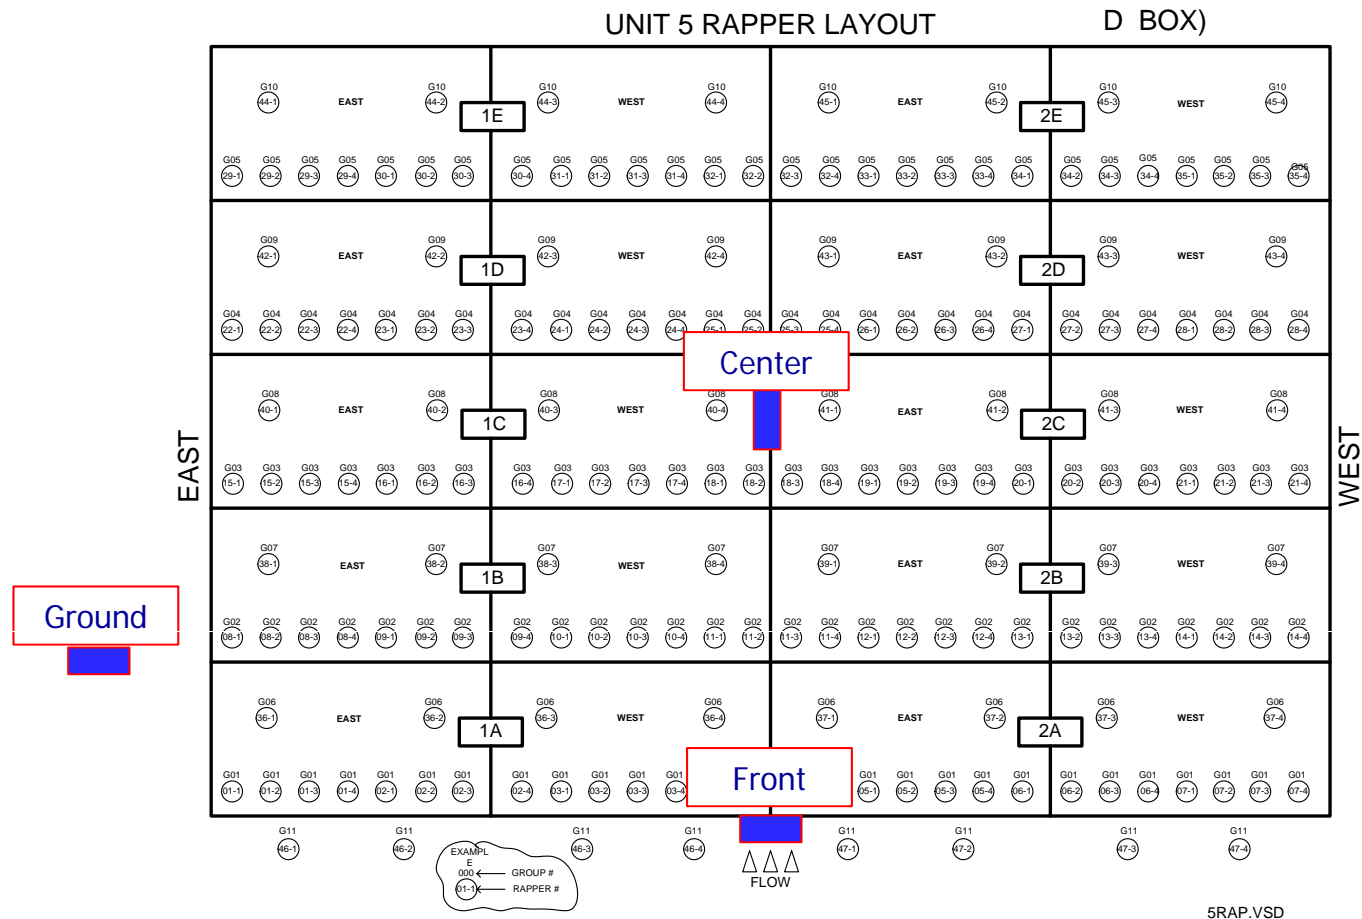 UNIT 5 RAPPER LAYOUT D BOX)
G10 G10 G10 G10 G10 G10 G10 G10
44-1 EAST 44-2 44-3 WEST 44-4 45-1 EAST 45-2 45-3 WEST 45-4
1E 2E
G05 G05 G05 G05 G05 G05 G05 G05 G05 G05 G05 G05 G05 G05 G05 G05 G05 G05 G05 G05 G05 G05 G05 G05 G05 G05 G05 G05
29-1 29-2 29-3 29-4 30-1 30-2 30-3 30-4 31-1 31-2 31-3 31-4 32-1 32-2 32-3 32-4 33-1 33-2 33-3 33-4 34-1 34-2 34-3 34-4 35-1 35-2 35-3 35-4
G09 G09 G09 G09 G09 G09 G09 G09
42-1 EAST 42-2 42-3 WEST 42-4 43-1 EAST 43-2 43-3 WEST 43-4
1D 2D
G04 G04 G04 G04 G04 G04 G04 G04 G04 G04 G04 G04 G04 G04 G04 G04 G04 G04 G04 G04 G04 G04 G04 G04 G04 G04 G04 G04
22-1 22-2 22-3 22-4 23-1 23-2 23-3 23-4 24-1 24-2 24-3 24-4 25-1 25-2 25-3 25-4 26-1 26-2 26-3 26-4 27-1 27-2 27-3 27-4 28-1 28-2 28-3 28-4
Center
G08 G08 G08 G08 G08 G08 G08 G08
40-1 EAST 40-2 40-3 WEST 40-4 41-1 EAST 41-2 41-3 WEST 41-4
1C 2C
EAST WEST
G03 G03 G03 G03 G03 G03 G03 G03 G03 G03 G03 G03 G03 G03 G03 G03 G03 G03 G03 G03 G03 G03 G03 G03 G03 G03 G03 G03
15-1 15-2 15-3 15-4 16-1 16-2 16-3 16-4 17-1 17-2 17-3 17-4 18-1 18-2 18-3 18-4 19-1 19-2 19-3 19-4 20-1 20-2 20-3 20-4 21-1 21-2 21-3 21-4
G07 G07 G07 G07 G07 G07 G07 G07
38-1 EAST 38-2 38-3 WEST 38-4 39-1 EAST 39-2 39-3 WEST 39-4
1B 2B
Ground
G02 G02 G02 G02 G02 G02 G02 G02 G02 G02 G02 G02 G02 G02 G02 G02 G02 G02 G02 G02 G02 G02 G02 G02 G02 G02 G02 G02
08-1 08-2 08-3 08-4 09-1 09-2 09-3 09-4 10-1 10-2 10-3 10-4 11-1 11-2 11-3 11-4 12-1 12-2 12-3 12-4 13-1 13-2 13-3 13-4 14-1 14-2 14-3 14-4
G06 G06 G06 G06 G06 G06 G06 G06
36-1 EAST 36-2 36-3 WEST 36-4 37-1 EAST 37-2 37-3 WEST 37-4
1A 2A
Front
G01 G01 G01 G01 G01 G01 G01 G01 G01 G01 G01 G01 G01 G01 G01 G01 G01 G01 G01 G01 G01 G01 G01 G01
01-1 01-2 01-3 01-4 02-1 02-2 02-3 02-4 03-1 03-2 03-3 03-4 05-1 05-2 05-3 05-4 06-1 06-2 06-3 06-4 07-1 07-2 07-3 07-4
G11 G11 G11 G11 G11 G11 G11 G11
46-1 46-2 46-3 46-4 47-1 47-2 47-3 47-4
EXAMPL
E
000 GROUP #
01-1 RAPPER #
FLOW
5RAP.VSD